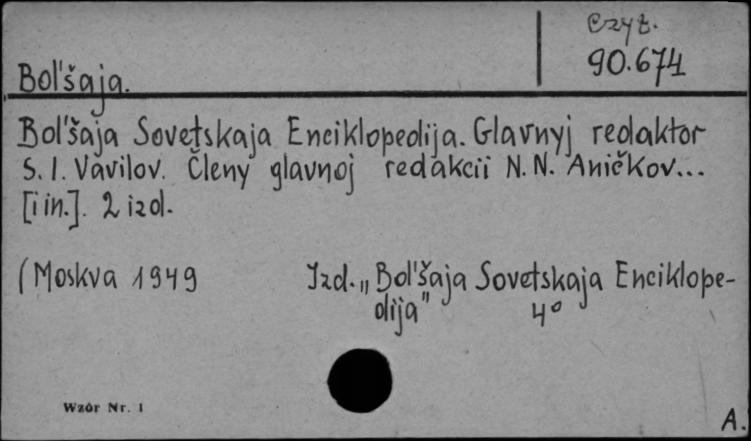 Czyt.
90.674
Bol'šaja.
Bol'šaja Sovetskaja Enciklopedija. Glavnyj redaktor
S. I. Vavilov. Členy glavnoj redakcii N. N. Aničkov...
[i in.]. 2 izd.
(Moskva 1949 Izd. „Bol'šaja Sovetskaja Enciklope-
dija" 4°
Wzór Nr. 1
A.